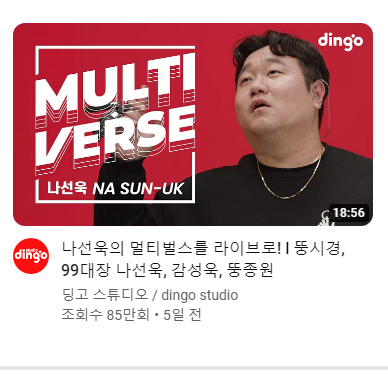 dingo
MULTI
VERSE
나선욱 NA SUN-UK
18:56
studio
dingo
나선욱의 멀티벌스를 라이브로! l 뚱시경,
99대장 나선욱, 감성욱, 뚱종원
딩고 스튜디오 / dingo studio
조회수 85만회 • 5일 전